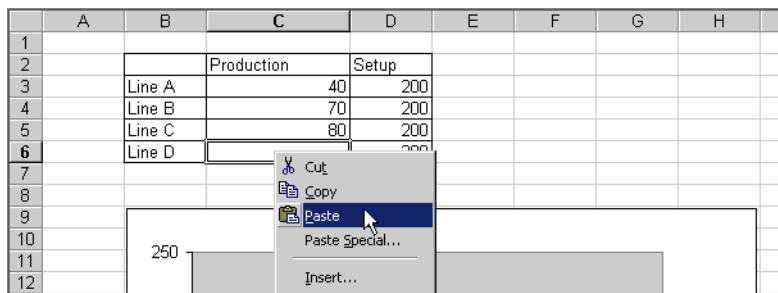 A B C D E F G H
1
2 Production Setup
3 Line A 40 200
4 Line B 70 200
5 Line C 80 200
6 Line D
7 Cut
8 Copy
9 Paste
10 Paste Special...
11 250
12 Insert...